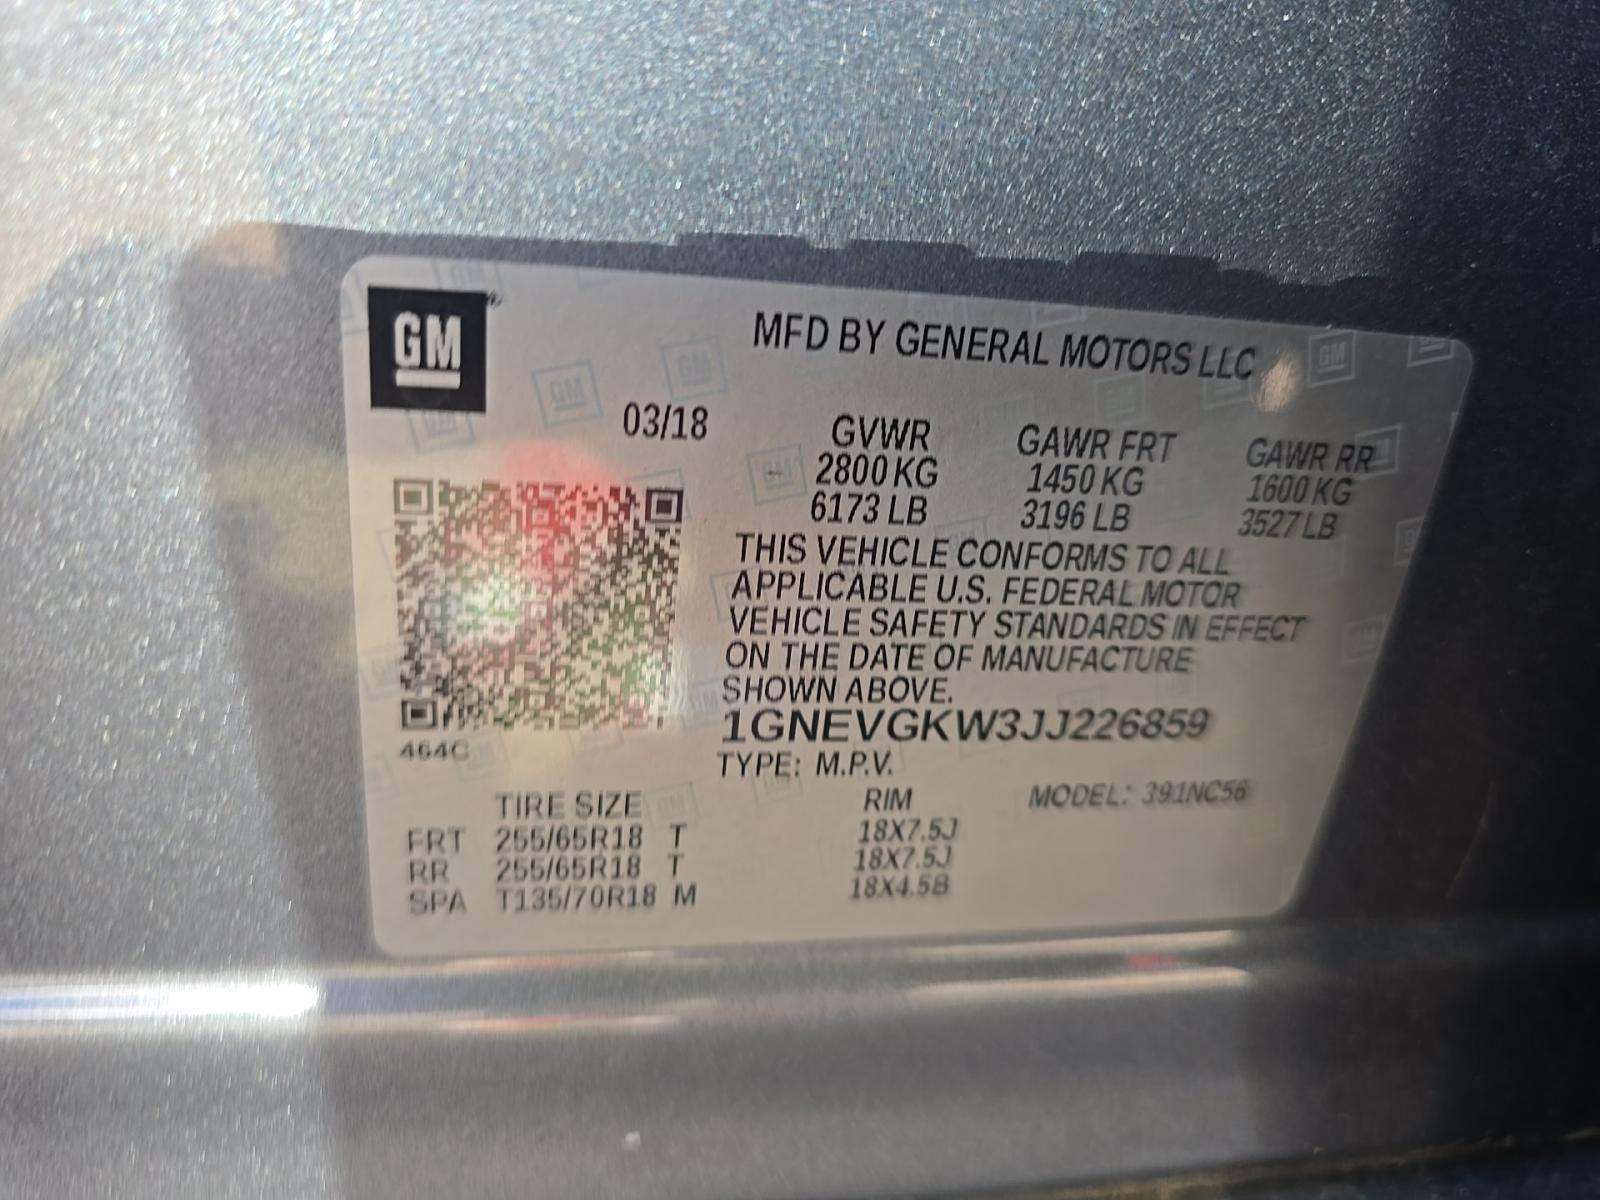 GM
MFD BY GENERAL MOTORS LLC
03/18
GVWR GAWR FRT GAWR RR
2800 KG 1450 KG 1600 KG
6173 LB 3196 LB 3527 LB
THIS VEHICLE CONFORMS TO ALL
APPLICABLE U.S. FEDERAL MOTOR
VEHICLE SAFETY STANDARDS IN EFFECT
ON THE DATE OF MANUFACTURE
SHOWN ABOVE.
1GNEVGKW3JJ226859
464C
TYPE: M.P.V.
TIRE SIZE RIM MODEL: 391NC56
FRT 255/65R18 T 18X7.5J
RR 255/65R18 T 18X7.5J
SPA T135/70R18 M 18X4.5B